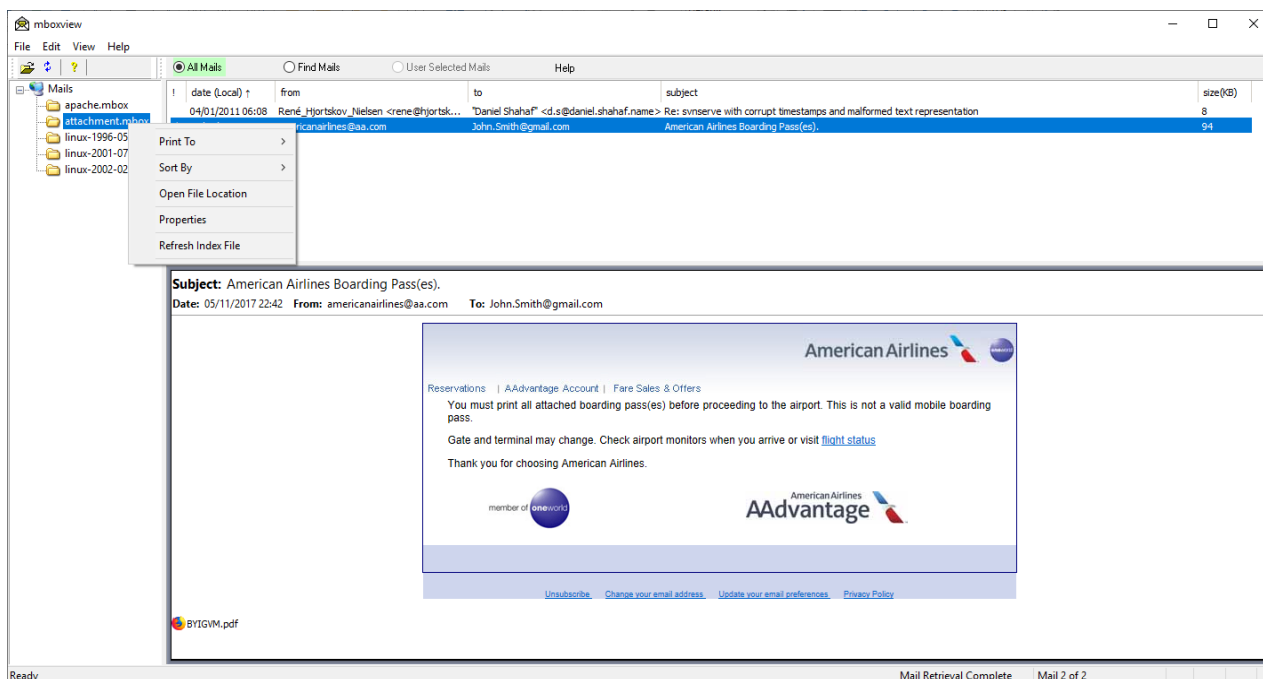 mboxview
File Edit View Help
All Mails Find Mails User Selected Mails Help
Mails
apache.mbox
attachment.mbox
linux-1996-05
linux-2001-07
linux-2002-02
! date (Local) ↑ from to subject size(KB)
04/01/2011 06:08 René_Hjortskov_Nielsen <rene@hjortsk... "Daniel Shahaf" <d.s@daniel.shahaf.name> Re: svnserve with corrupt timestamps and malformed text representation 8
ricanairlines@aa.com John.Smith@gmail.com American Airlines Boarding Pass(es). 94
Print To >
Sort By >
Open File Location
Properties
Refresh Index File
Subject: American Airlines Boarding Pass(es).
Date: 05/11/2017 22:42 From: americanairlines@aa.com To: John.Smith@gmail.com
American Airlines oneworld
Reservations | AAdvantage Account | Fare Sales & Offers
You must print all attached boarding pass(es) before proceeding to the airport. This is not a valid mobile boarding
pass.
Gate and terminal may change. Check airport monitors when you arrive or visit flight status
Thank you for choosing American Airlines.
member of oneworld
American Airlines
AAdvantage
Unsubscribe Change your email address Update your email preferences Privacy Policy
BYIGVM.pdf
Ready Mail Retrieval Complete Mail 2 of 2